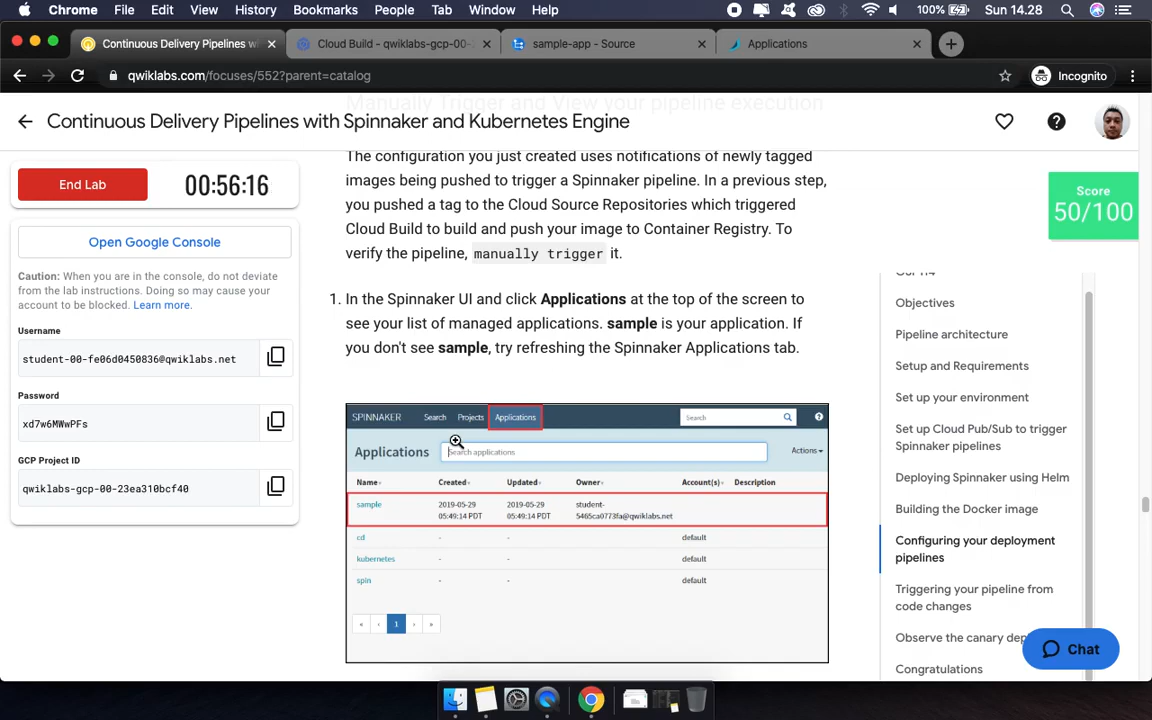 Chrome File Edit View History Bookmarks People Tab Window Help 100% Sun 14.28
Continuous Delivery Pipelines wi
Cloud Build - qwiklabs-gcp-00-
sample-app - Source
Applications
qwiklabs.com/focuses/552?parent=catalog
Incognito
Continuous Delivery Pipelines with Spinnaker and Kubernetes Engine
End Lab 00:56:16
Open Google Console
Caution: When you are in the console, do not deviate
from the lab instructions. Doing so may cause your
account to be blocked. Learn more.
Username
student-00-fe06d0450836@qwiklabs.net
Password
xd7w6MWwPFs
GCP Project ID
qwiklabs-gcp-00-23ea310bcf40
Manually Trigger and View your pipeline execution
The configuration you just created uses notifications of newly tagged
images being pushed to trigger a Spinnaker pipeline. In a previous step,
you pushed a tag to the Cloud Source Repositories which triggered
Cloud Build to build and push your image to Container Registry. To
verify the pipeline, manually trigger it.
1. In the Spinnaker UI and click Applications at the top of the screen to
see your list of managed applications. sample is your application. If
you don't see sample, try refreshing the Spinnaker Applications tab.
SPINNAKER Search Projects Applications Search
Applications Search applications Actions
Name Created Updated Owner Account(s) Description
sample 2019-05-29 2019-05-29 student-
05:49:14 PDT 05:49:14 PDT 5465ca0773fa@qwiklabs.net
cd - - default
kubernetes - - default
spin - - default
« ‹ 1 › »
Score
50/100
Objectives
Pipeline architecture
Setup and Requirements
Set up your environment
Set up Cloud Pub/Sub to trigger
Spinnaker pipelines
Deploying Spinnaker using Helm
Building the Docker image
Configuring your deployment
pipelines
Triggering your pipeline from
code changes
Observe the canary dep
Congratulations
Chat